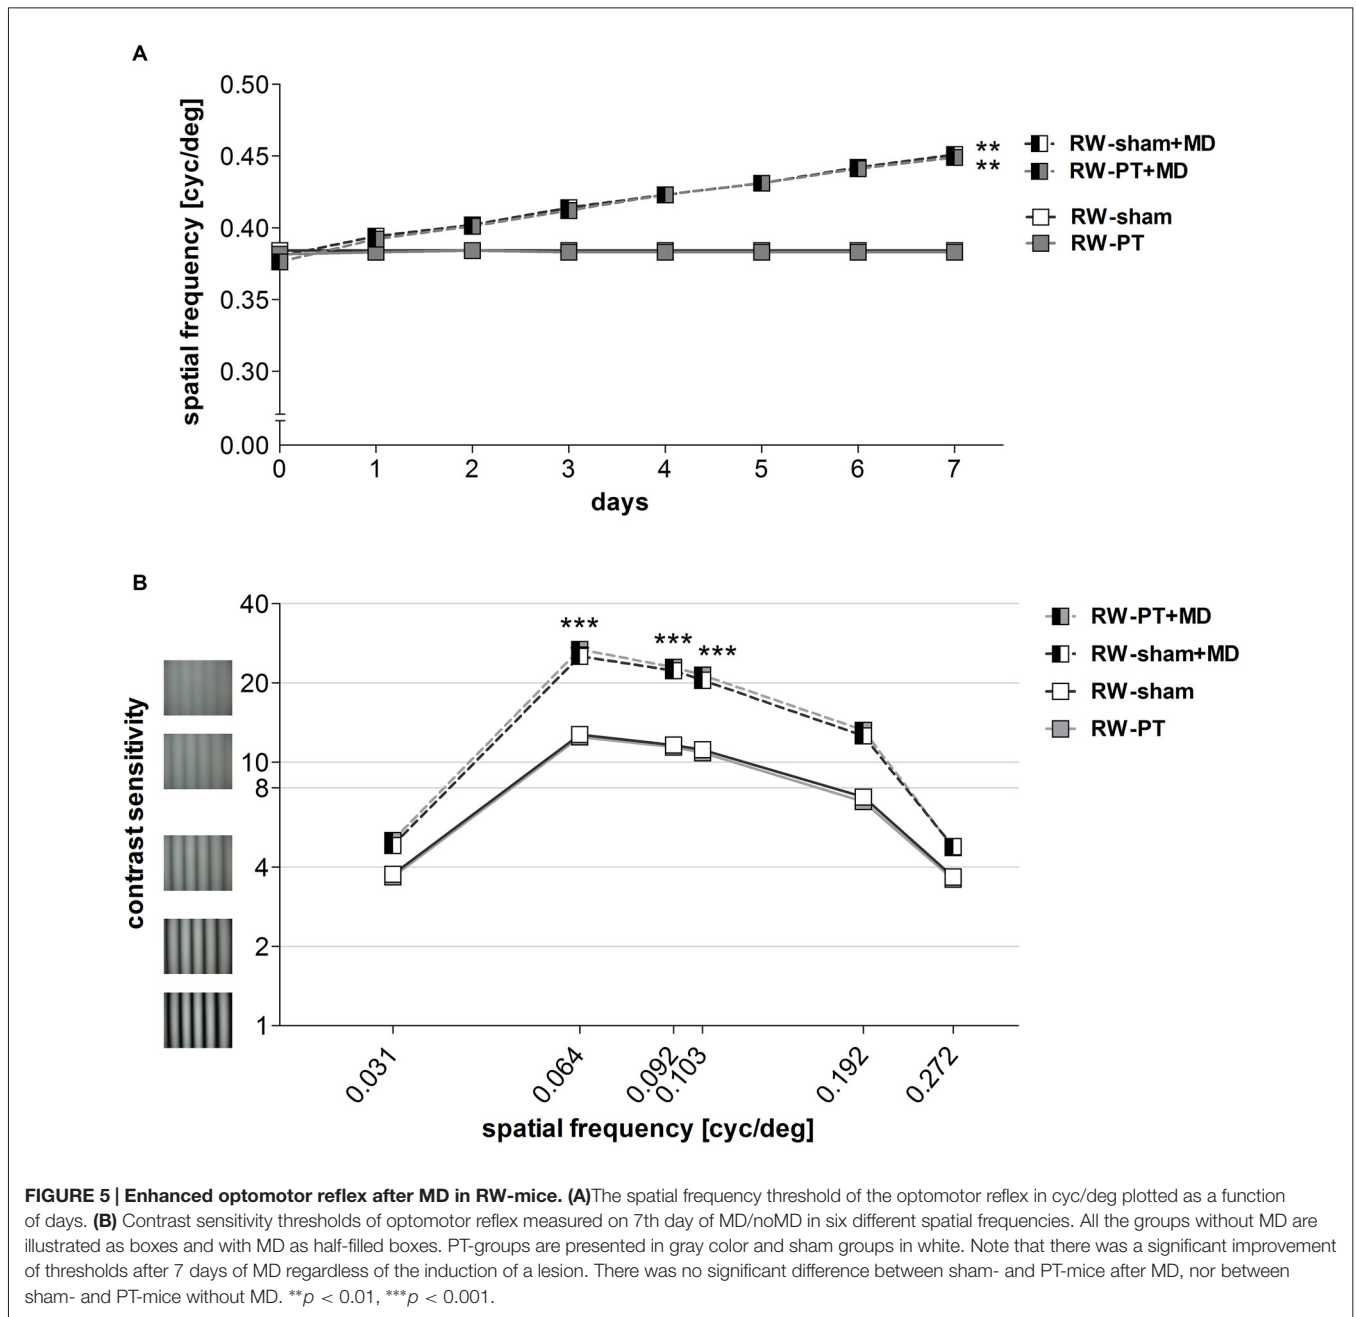 A
0.50
0.45
0.40
0.35
0.30
0.00
spatial frequency [cyc/deg]
0 1 2 3 4 5 6 7
days
**
**
RW-sham+MD
RW-PT+MD
RW-sham
RW-PT
B
40
20
10
8
4
2
1
contrast sensitivity
***
***
***
0.031 0.064 0.092 0.103 0.192 0.272
spatial frequency [cyc/deg]
RW-PT+MD
RW-sham+MD
RW-sham
RW-PT
FIGURE 5 | Enhanced optomotor reflex after MD in RW-mice. (A)The spatial frequency threshold of the optomotor reflex in cyc/deg plotted as a function
of days. (B) Contrast sensitivity thresholds of optomotor reflex measured on 7th day of MD/noMD in six different spatial frequencies. All the groups without MD are
illustrated as boxes and with MD as half-filled boxes. PT-groups are presented in gray color and sham groups in white. Note that there was a significant improvement
of thresholds after 7 days of MD regardless of the induction of a lesion. There was no significant difference between sham- and PT-mice after MD, nor between
sham- and PT-mice without MD. **p < 0.01, ***p < 0.001.